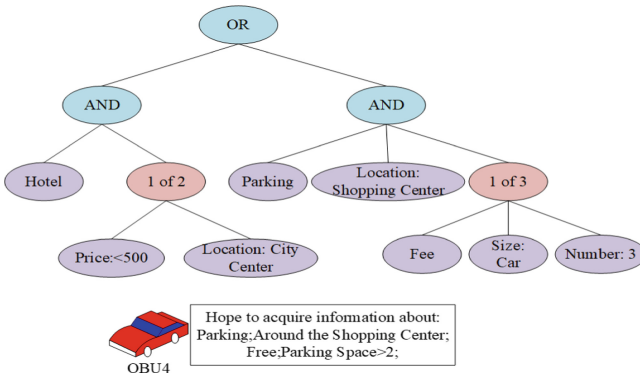 OR
AND
AND
Hotel
1 of 2
Parking
Location:
Shopping Center
1 of 3
Price:<500
Location: City
Center
Fee
Size:
Car
Number: 3
Hope to acquire information about:
Parking;Around the Shopping Center;
Free;Parking Space>2;
OBU4